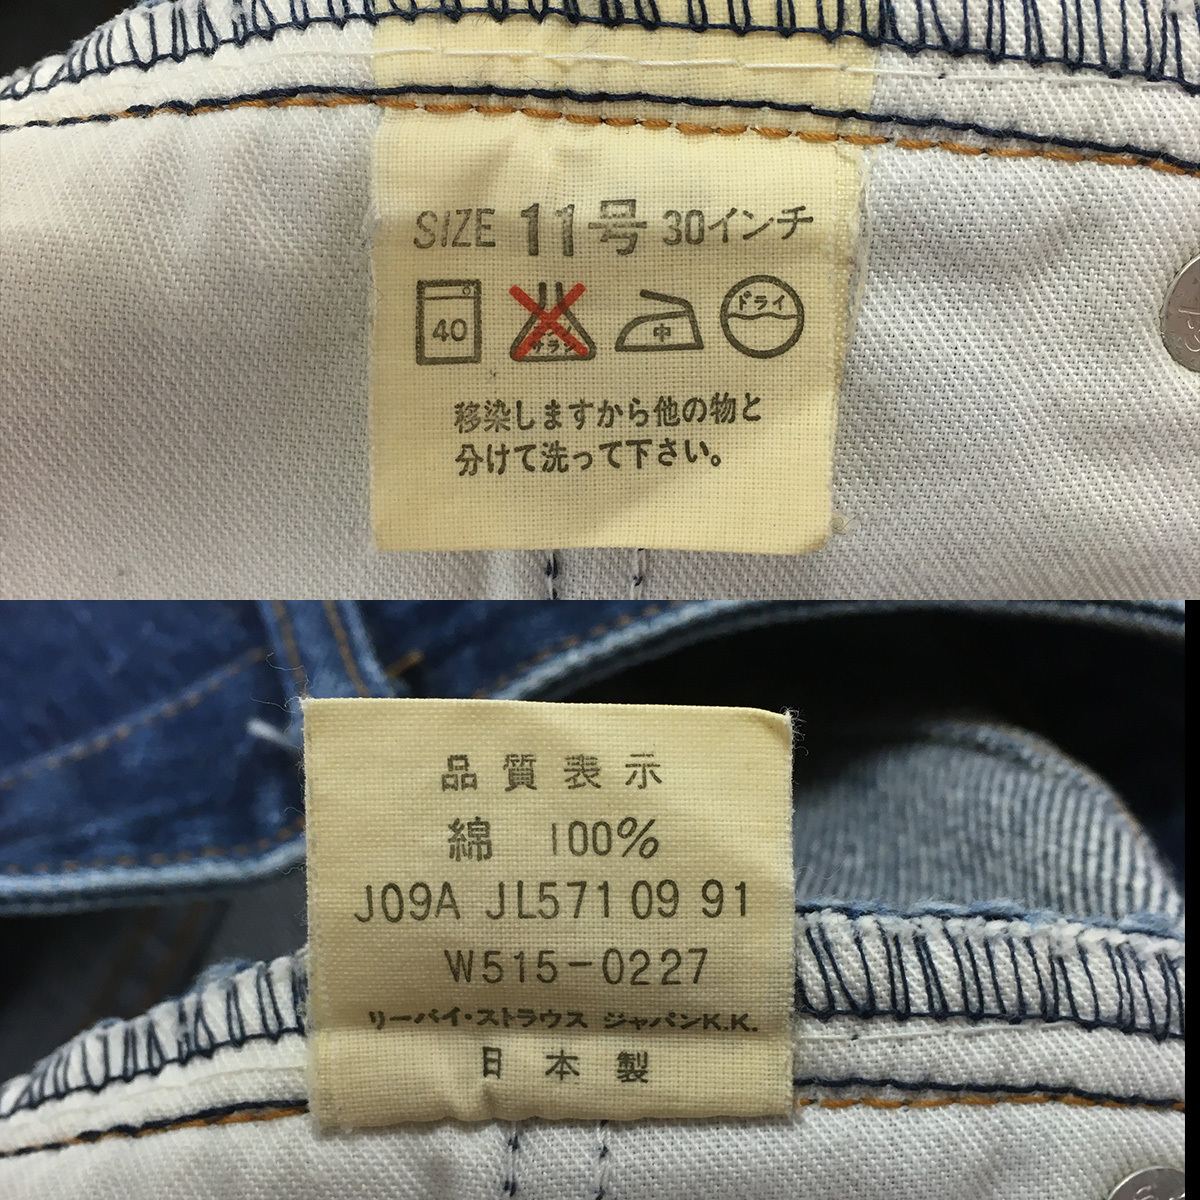 SIZE 11号 30インチ
40 サラシ 中 ドライ
移染しますから他の物と
分けて洗って下さい。
品質表示
綿 100%
J09A JL571 09 91
W515-0227
リーバイ・ストラウス ジャパンK.K.
日本製